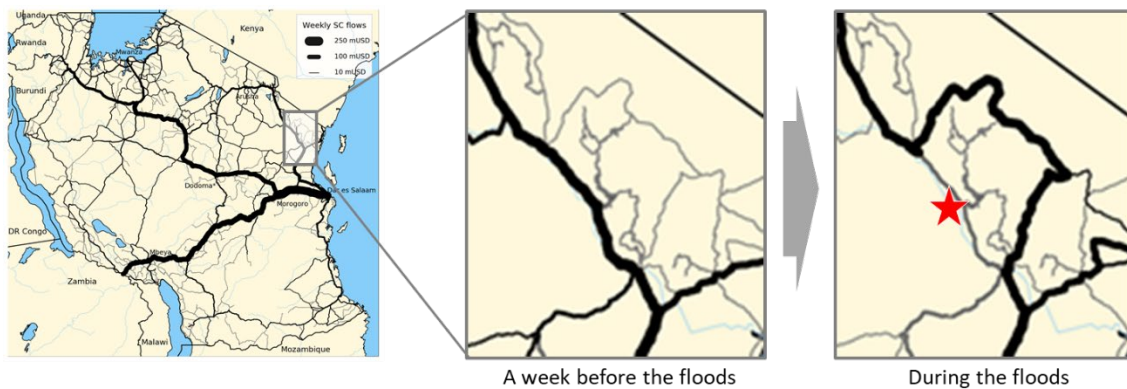 Uganda
Kenya
Weekly SC flows
250 mUSD
100 mUSD
10 mUSD
Rwanda
Mwanza
Burundi
Arusha
Dodoma*
Dar es Salaam
Morogoro
DR Congo
Mbeya
Zambia
Malawi
Mozambique
A week before the floods
During the floods